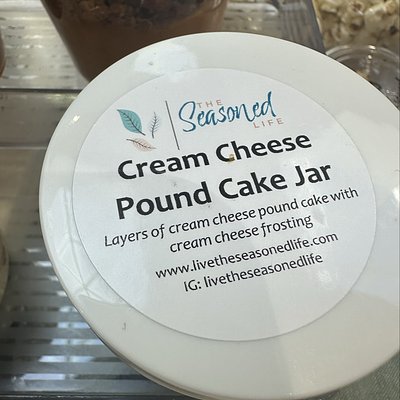 THE
Seasoned
LIFE
Cream Cheese
Pound Cake Jar
Layers of cream cheese pound cake with
cream cheese frosting
www.livetheseasonedlife.com
IG: livetheseasonedlife